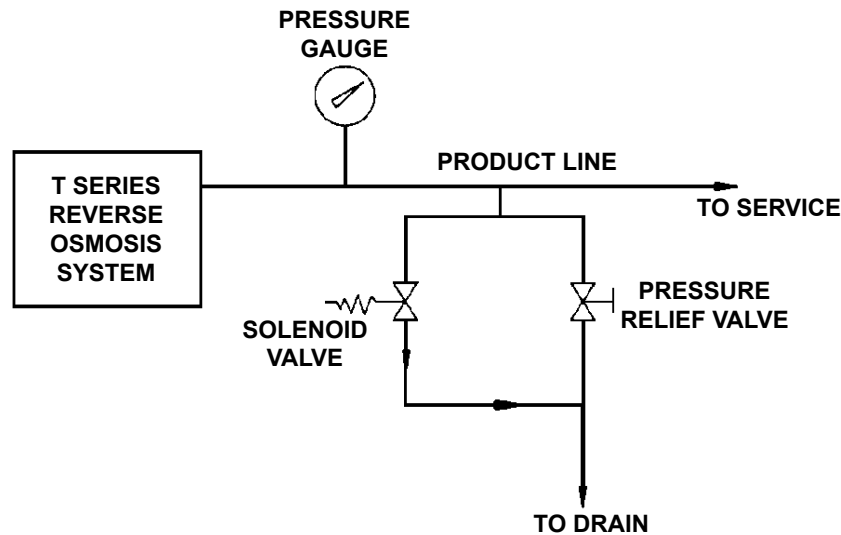 PRESSURE
GAUGE
PRODUCT LINE
T SERIES
REVERSE
OSMOSIS
SYSTEM
TO SERVICE
SOLENOID
VALVE
PRESSURE
RELIEF VALVE
TO DRAIN